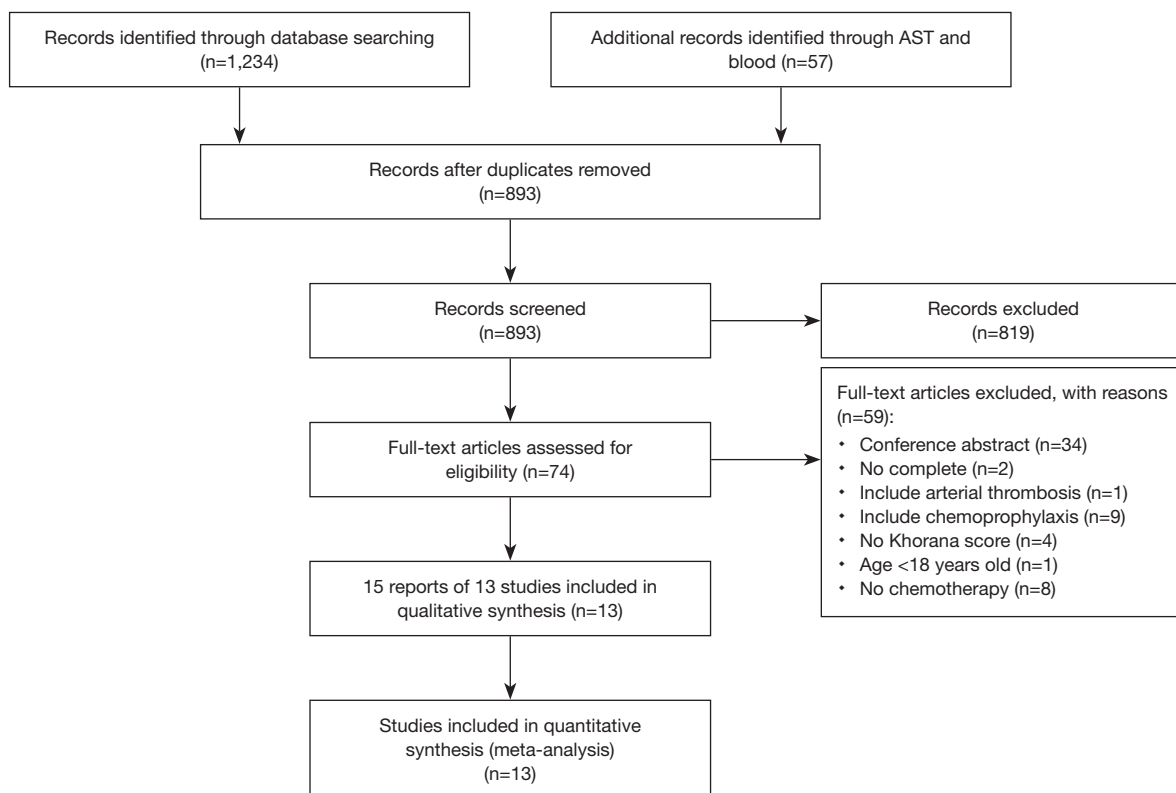 Records identified through database searching
(n=1,234)
Additional records identified through AST and
blood (n=57)
Records after duplicates removed
(n=893)
Records screened
(n=893)
Records excluded
(n=819)
Full-text articles assessed for
eligibility (n=74)
Full-text articles excluded, with reasons
(n=59):
• Conference abstract (n=34)
• No complete (n=2)
• Include arterial thrombosis (n=1)
• Include chemoprophylaxis (n=9)
• No Khorana score (n=4)
• Age <18 years old (n=1)
• No chemotherapy (n=8)
15 reports of 13 studies included in
qualitative synthesis (n=13)
Studies included in quantitative
synthesis (meta-analysis)
(n=13)